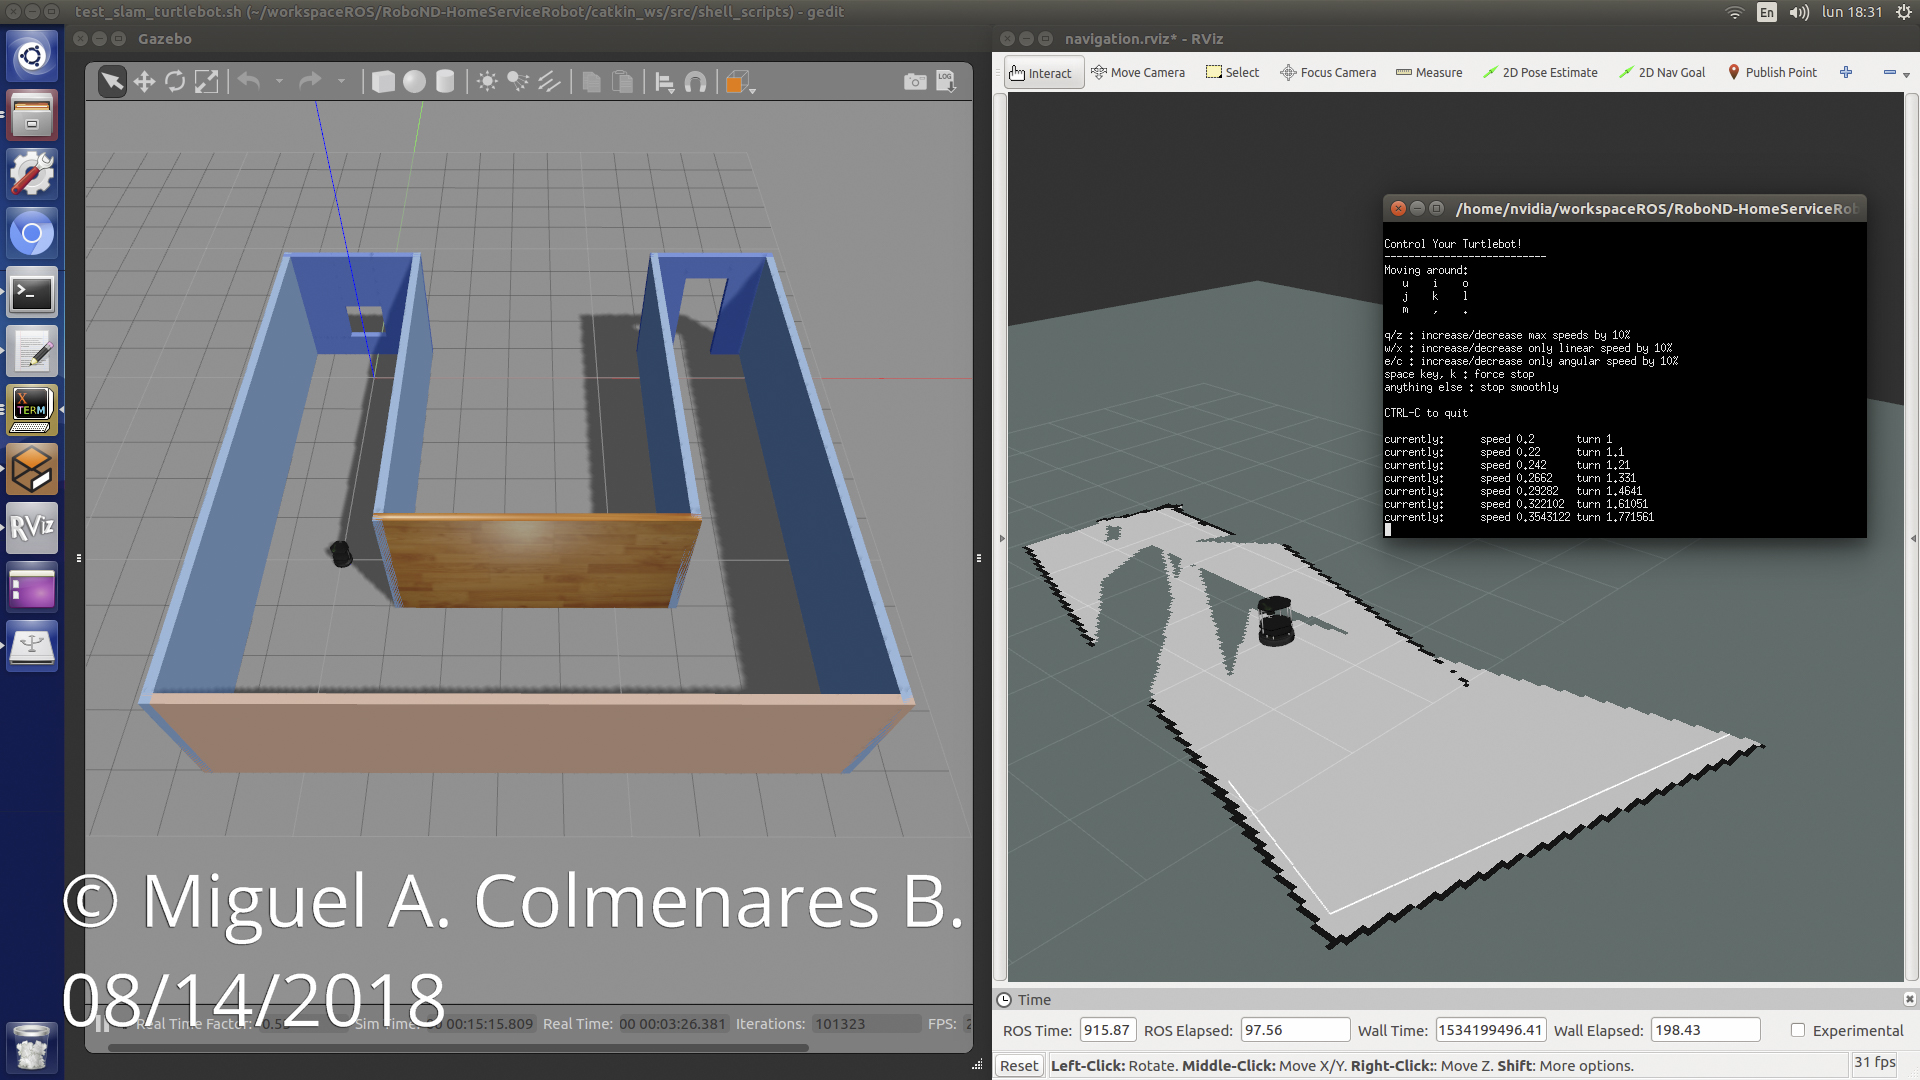 test_slam_turtlebot.sh (~/workspaceROS/RoboND-HomeServiceRobot/catkin_ws/src/shell_scripts) - gedit
En
lun 18:31
Gazebo
LOG
navigation.rviz* - RViz
Interact
Move Camera
Select
Focus Camera
Measure
2D Pose Estimate
2D Nav Goal
Publish Point
/home/nvidia/workspaceROS/RoboND-HomeServiceRob
Control Your Turtlebot!
---------------------------
Moving around:
u i o
j k l
m , .
q/z : increase/decrease max speeds by 10%
w/x : increase/decrease only linear speed by 10%
e/c : increase/decrease only angular speed by 10%
space key, k : force stop
anything else : stop smoothly
CTRL-C to quit
currently: speed 0.2 turn 1
currently: speed 0.22 turn 1.1
currently: speed 0.242 turn 1.21
currently: speed 0.2662 turn 1.331
currently: speed 0.29282 turn 1.4641
currently: speed 0.322102 turn 1.61051
currently: speed 0.3543122 turn 1.771561
X
TERM
RViz
© Miguel A. Colmenares B.
08/14/2018
Real Time Factor: Sim Time: 00:15:15.809 Real Time: 00 00:03:26.381 Iterations: 101323 FPS:
Time
ROS Time: 915.87 ROS Elapsed: 97.56 Wall Time: 1534199496.41 Wall Elapsed: 198.43 Experimental
Reset Left-Click: Rotate. Middle-Click: Move X/Y. Right-Click:: Move Z. Shift: More options. 31 fps